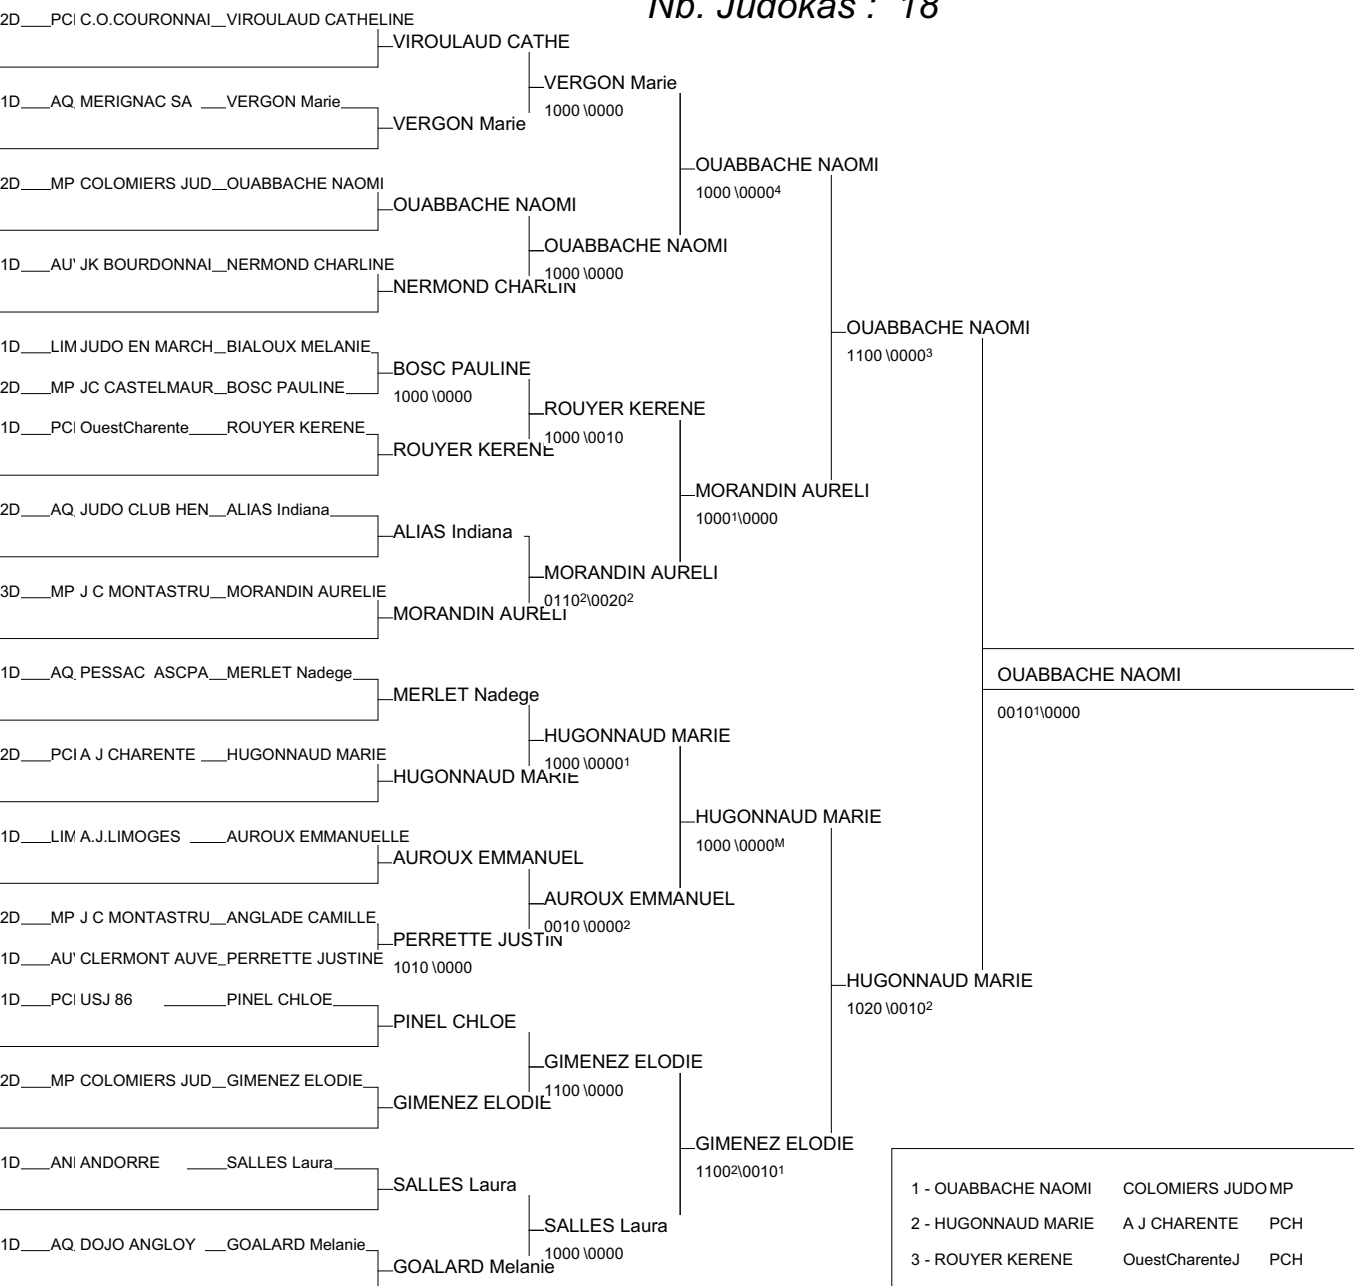 Nb. Judokas : 18
2D PCI C.O.COURONNAI VIROULAUD CATHELINE
VIROULAUD CATHE
VERGON Marie
1000 \0000
1D AQ MERIGNAC SA VERGON Marie
VERGON Marie
OUABBACHE NAOMI
1000 \0000⁴
2D MP COLOMIERS JUD OUABBACHE NAOMI
OUABBACHE NAOMI
OUABBACHE NAOMI
1000 \0000
1D AU' JK BOURDONNAI NERMOND CHARLINE
NERMOND CHARLIN
OUABBACHE NAOMI
1100 \0000³
1D LIM JUDO EN MARCH BIALOUX MELANIE
BOSC PAULINE
1000 \0000
2D MP JC CASTELMAUR BOSC PAULINE
ROUYER KERENE
1000 \0010
1D PCI OuestCharente ROUYER KERENE
ROUYER KERENE
MORANDIN AURELI
1000¹\0000
2D AQ JUDO CLUB HEN ALIAS Indiana
ALIAS Indiana
MORANDIN AURELI
0110²\0020²
3D MP J C MONTASTRU MORANDIN AURELIE
MORANDIN AURELI
OUABBACHE NAOMI
0010¹\0000
1D AQ PESSAC ASCPA MERLET Nadege
MERLET Nadege
HUGONNAUD MARIE
1000 \0000¹
2D PCI A J CHARENTE HUGONNAUD MARIE
HUGONNAUD MARIE
HUGONNAUD MARIE
1000 \0000ᴹ
1D LIM A.J.LIMOGES AUROUX EMMANUELLE
AUROUX EMMANUEL
AUROUX EMMANUEL
0010 \0000²
2D MP J C MONTASTRU ANGLADE CAMILLE
PERRETTE JUSTIN
1010 \0000
1D AU' CLERMONT AUVE PERRETTE JUSTINE
HUGONNAUD MARIE
1020 \0010²
1D PCI USJ 86 PINEL CHLOE
PINEL CHLOE
GIMENEZ ELODIE
1100 \0000
2D MP COLOMIERS JUD GIMENEZ ELODIE
GIMENEZ ELODIE
GIMENEZ ELODIE
1100²\0010¹
1D ANI ANDORRE SALLES Laura
SALLES Laura
SALLES Laura
1000 \0000
1D AQ DOJO ANGLOY GOALARD Melanie
GOALARD Melanie
1 - OUABBACHE NAOMI COLOMIERS JUDO MP
2 - HUGONNAUD MARIE A J CHARENTE PCH
3 - ROUYER KERENE OuestCharenteJ PCH